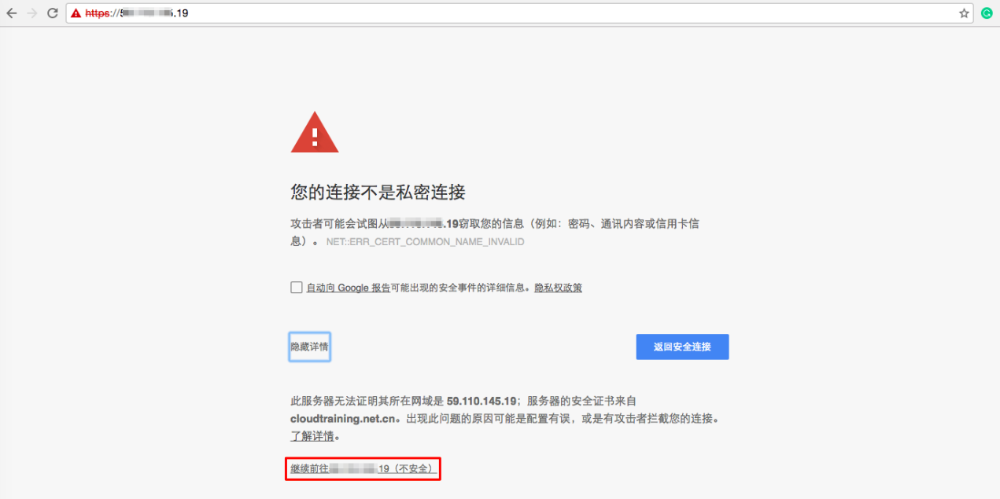 https://5 .19
您的连接不是私密连接
攻击者可能会试图从 .19窃取您的信息（例如：密码、通讯内容或信用卡信
息）。 NET::ERR_CERT_COMMON_NAME_INVALID
自动向 Google 报告可能出现的安全事件的详细信息。隐私权政策
隐藏详情
返回安全连接
此服务器无法证明其所在网域是 59.110.145.19；服务器的安全证书来自
cloudtraining.net.cn。出现此问题的原因可能是配置有误，或是有攻击者拦截您的连接。
了解详情。
继续前往 .19（不安全）